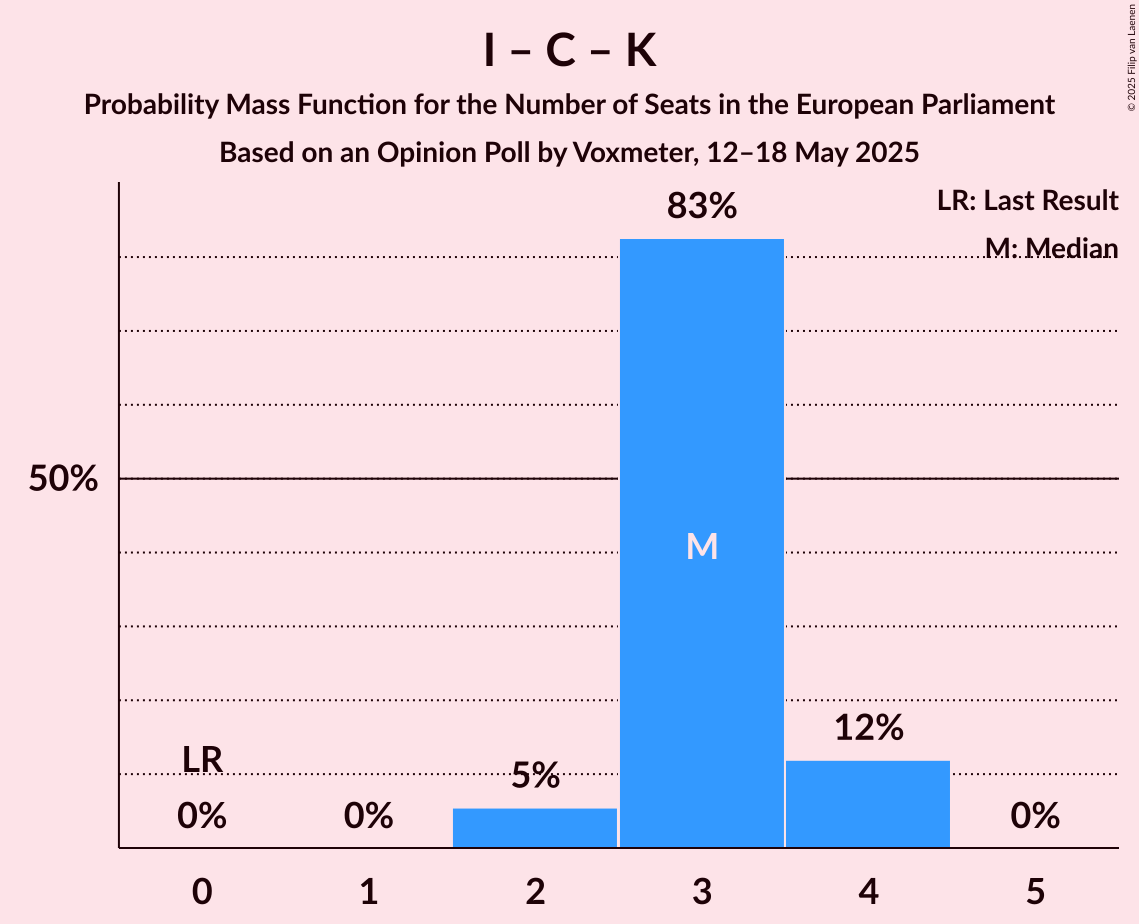 I – C – K
Probability Mass Function for the Number of Seats in the European Parliament
Based on an Opinion Poll by Voxmeter, 12–18 May 2025
© 2025 Filip van Laenen
LR: Last Result
M: Median
83%
50%
M
12%
LR
5%
0%
0%
0%
0
1
2
3
4
5